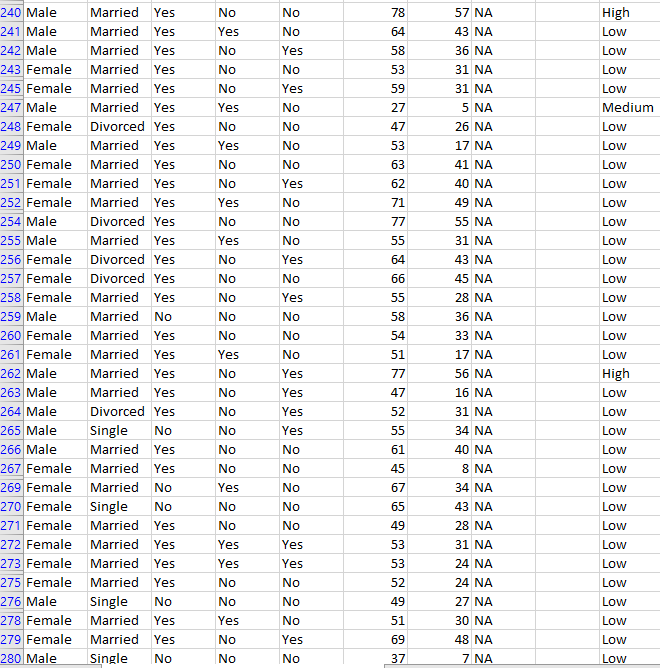 240 Male Married Yes No No 78 57 NA High
241 Male Married Yes Yes No 64 43 NA Low
242 Male Married Yes No Yes 58 36 NA Low
243 Female Married Yes No No 53 31 NA Low
245 Female Married Yes No Yes 59 31 NA Low
247 Male Married Yes Yes No 27 5 NA Medium
248 Female Divorced Yes No No 47 26 NA Low
249 Male Married Yes Yes No 53 17 NA Low
250 Female Married Yes No No 63 41 NA Low
251 Female Married Yes No Yes 62 40 NA Low
252 Female Married Yes Yes No 71 49 NA Low
254 Male Divorced Yes No No 77 55 NA Low
255 Male Married Yes Yes No 55 31 NA Low
256 Female Divorced Yes No Yes 64 43 NA Low
257 Female Divorced Yes No No 66 45 NA Low
258 Female Married Yes No Yes 55 28 NA Low
259 Male Married No No No 58 36 NA Low
260 Female Married Yes No No 54 33 NA Low
261 Female Married Yes Yes No 51 17 NA Low
262 Male Married Yes No Yes 77 56 NA High
263 Male Married Yes No Yes 47 16 NA Low
264 Male Divorced Yes No Yes 52 31 NA Low
265 Male Single No No Yes 55 34 NA Low
266 Male Married Yes No No 61 40 NA Low
267 Female Married Yes No No 45 8 NA Low
269 Female Married No Yes No 67 34 NA Low
270 Female Single No No No 65 43 NA Low
271 Female Married Yes No No 49 28 NA Low
272 Female Married Yes Yes Yes 53 31 NA Low
273 Female Married Yes Yes Yes 53 24 NA Low
275 Female Married Yes No No 52 24 NA Low
276 Male Single No No No 49 27 NA Low
278 Female Married Yes Yes No 51 30 NA Low
279 Female Married Yes No Yes 69 48 NA Low
280 Male Single No No No 37 7 NA Low